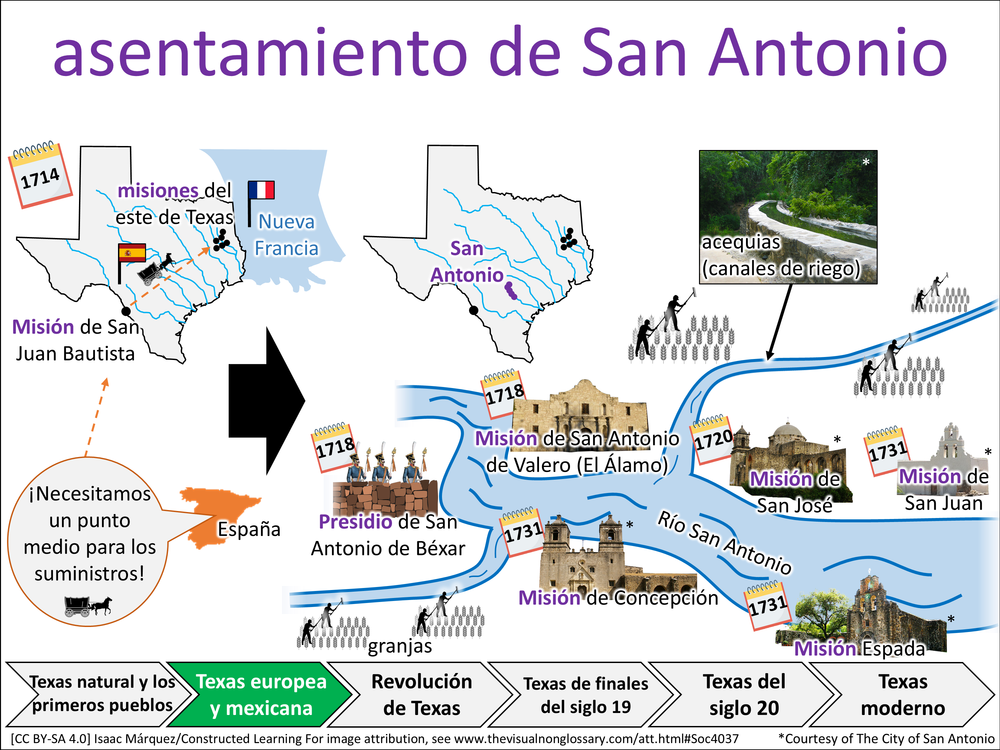 asentamiento de San Antonio
1714
misiones del
este de Texas
Nueva
Francia
Misión de San
Juan Bautista
¡Necesitamos
un punto
medio para los
suministros!
España
San
Antonio
*
acequias
(canales de riego)
1718
Misión de San Antonio
de Valero (El Álamo)
1718
Presidio de San
Antonio de Béxar
1720
*
Misión de
San José
1731
*
Misión de
San Juan
1731
*
Misión de Concepción
Río San Antonio
1731
*
Misión Espada
granjas
Texas natural y los
primeros pueblos
Texas europea
y mexicana
Revolución
de Texas
Texas de finales
del siglo 19
Texas del
siglo 20
Texas
moderno
[CC BY-SA 4.0] Isaac Márquez/Constructed Learning For image attribution, see www.thevisualnonglossary.com/att.html#Soc4037
*Courtesy of The City of San Antonio